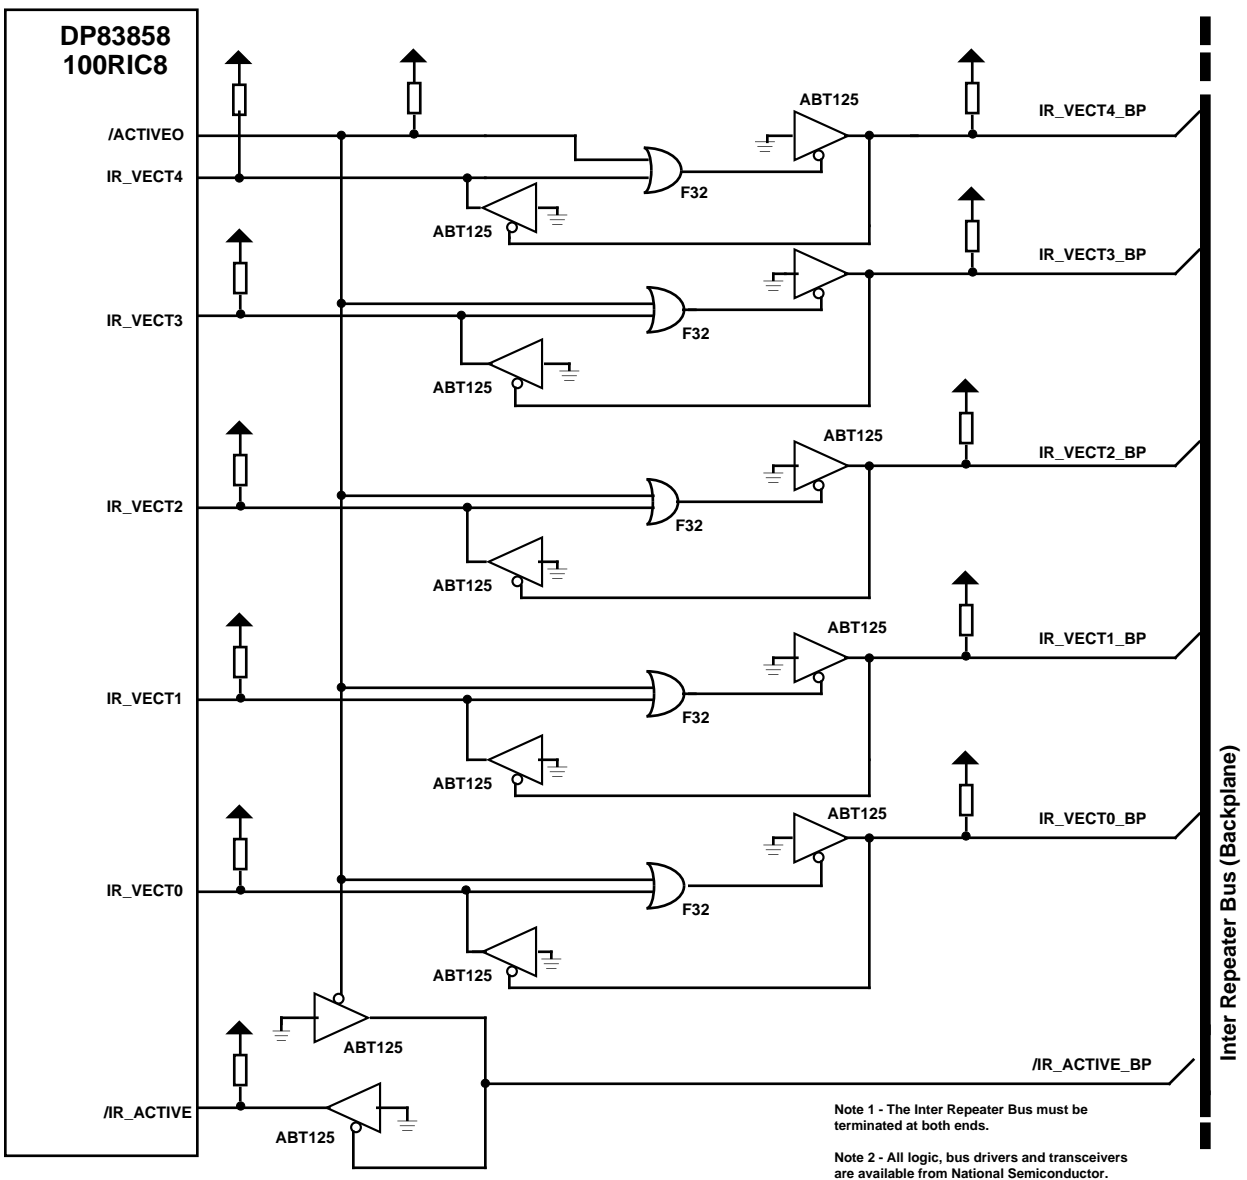 DP83858
100RIC8
ABT125
IR_VECT4_BP
/ACTIVEO
IR_VECT4
F32
ABT125
IR_VECT3_BP
IR_VECT3
F32
ABT125
ABT125
IR_VECT2_BP
IR_VECT2
F32
ABT125
ABT125
IR_VECT1_BP
IR_VECT1
F32
ABT125
ABT125
IR_VECT0_BP
IR_VECT0
F32
ABT125
ABT125
/IR_ACTIVE_BP
/IR_ACTIVE
ABT125
Inter Repeater Bus (Backplane)
Note 1 - The Inter Repeater Bus must be
terminated at both ends.
Note 2 - All logic, bus drivers and transceivers
are available from National Semiconductor.